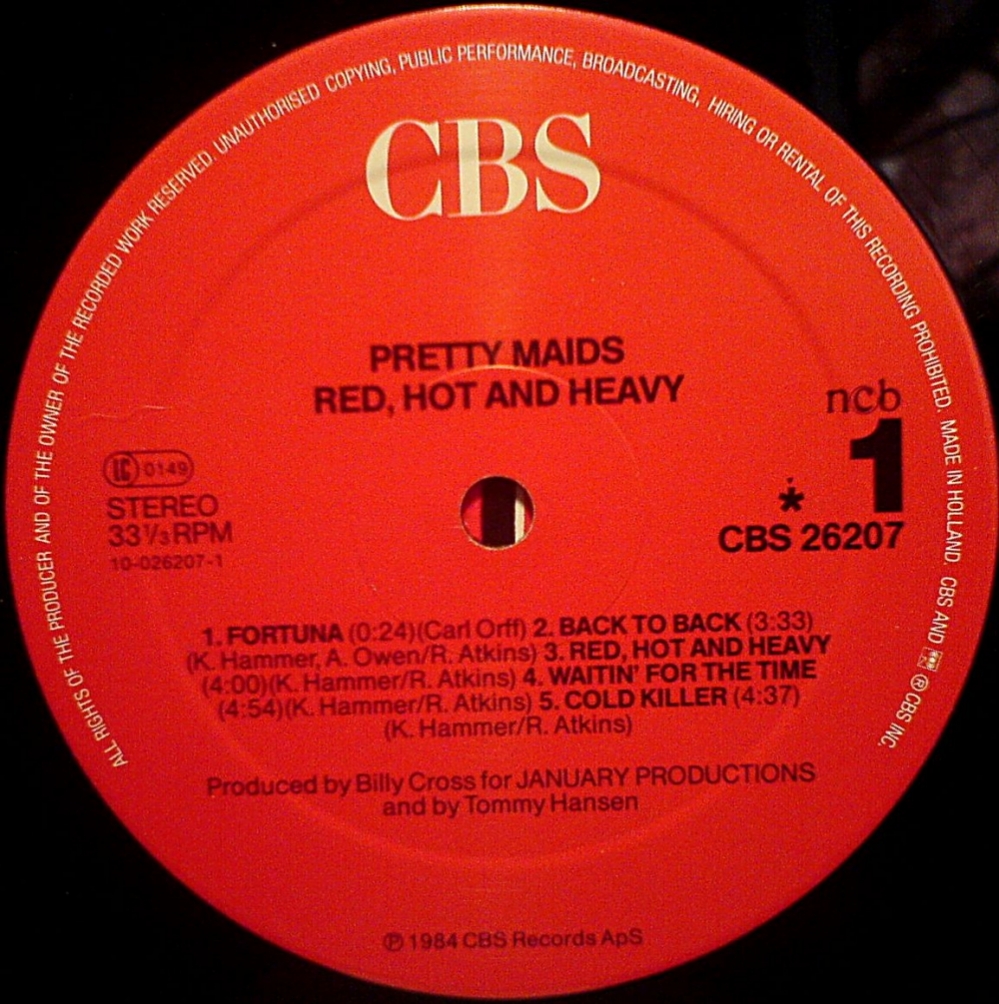 ALL RIGHTS OF THE PRODUCER AND OF THE OWNER OF THE RECORDED WORK RESERVED. UNAUTHORISED COPYING, PUBLIC PERFORMANCE, BROADCASTING, HIRING OR RENTAL OF THIS RECORDING PROHIBITED. MADE IN HOLLAND. CBS AND ® CBS INC.
CBS
PRETTY MAIDS
RED, HOT AND HEAVY
ncb
1
*
CBS 26207
LC 0149
STEREO
33 1/3 RPM
10-026207-1
1. FORTUNA (0:24)(Carl Orff) 2. BACK TO BACK (3:33)
(K. Hammer, A. Owen/R. Atkins) 3. RED, HOT AND HEAVY
(4:00)(K. Hammer/R. Atkins) 4. WAITIN' FOR THE TIME
(4:54)(K. Hammer/R. Atkins) 5. COLD KILLER (4:37)
(K. Hammer/R. Atkins)
Produced by Billy Cross for JANUARY PRODUCTIONS
and by Tommy Hansen
℗ 1984 CBS Records ApS